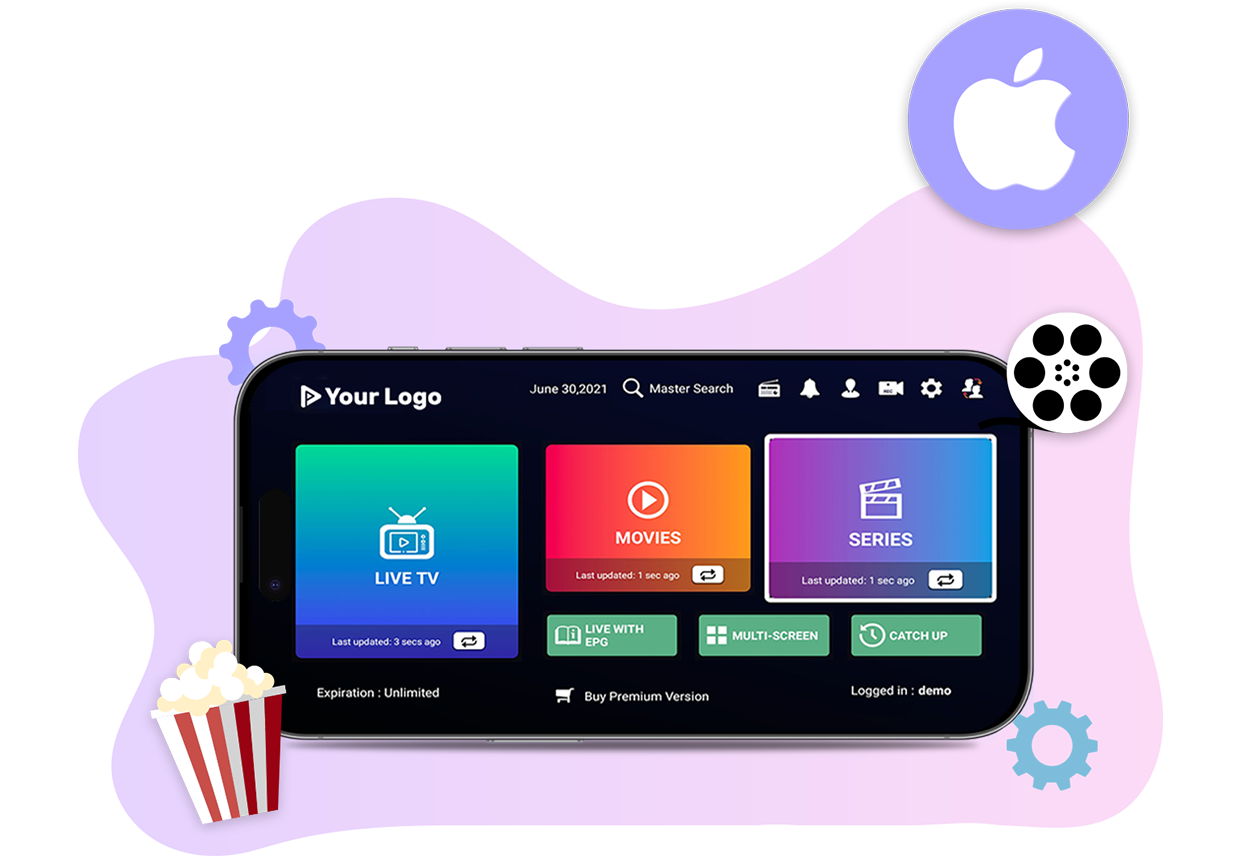 Your Logo
June 30,2021
Master Search
REC
LIVE TV
Last updated: 3 secs ago
MOVIES
Last updated: 1 sec ago
SERIES
Last updated: 1 sec ago
LIVE WITH
EPG
MULTI-SCREEN
CATCH UP
Expiration : Unlimited
Buy Premium Version
Logged in : demo